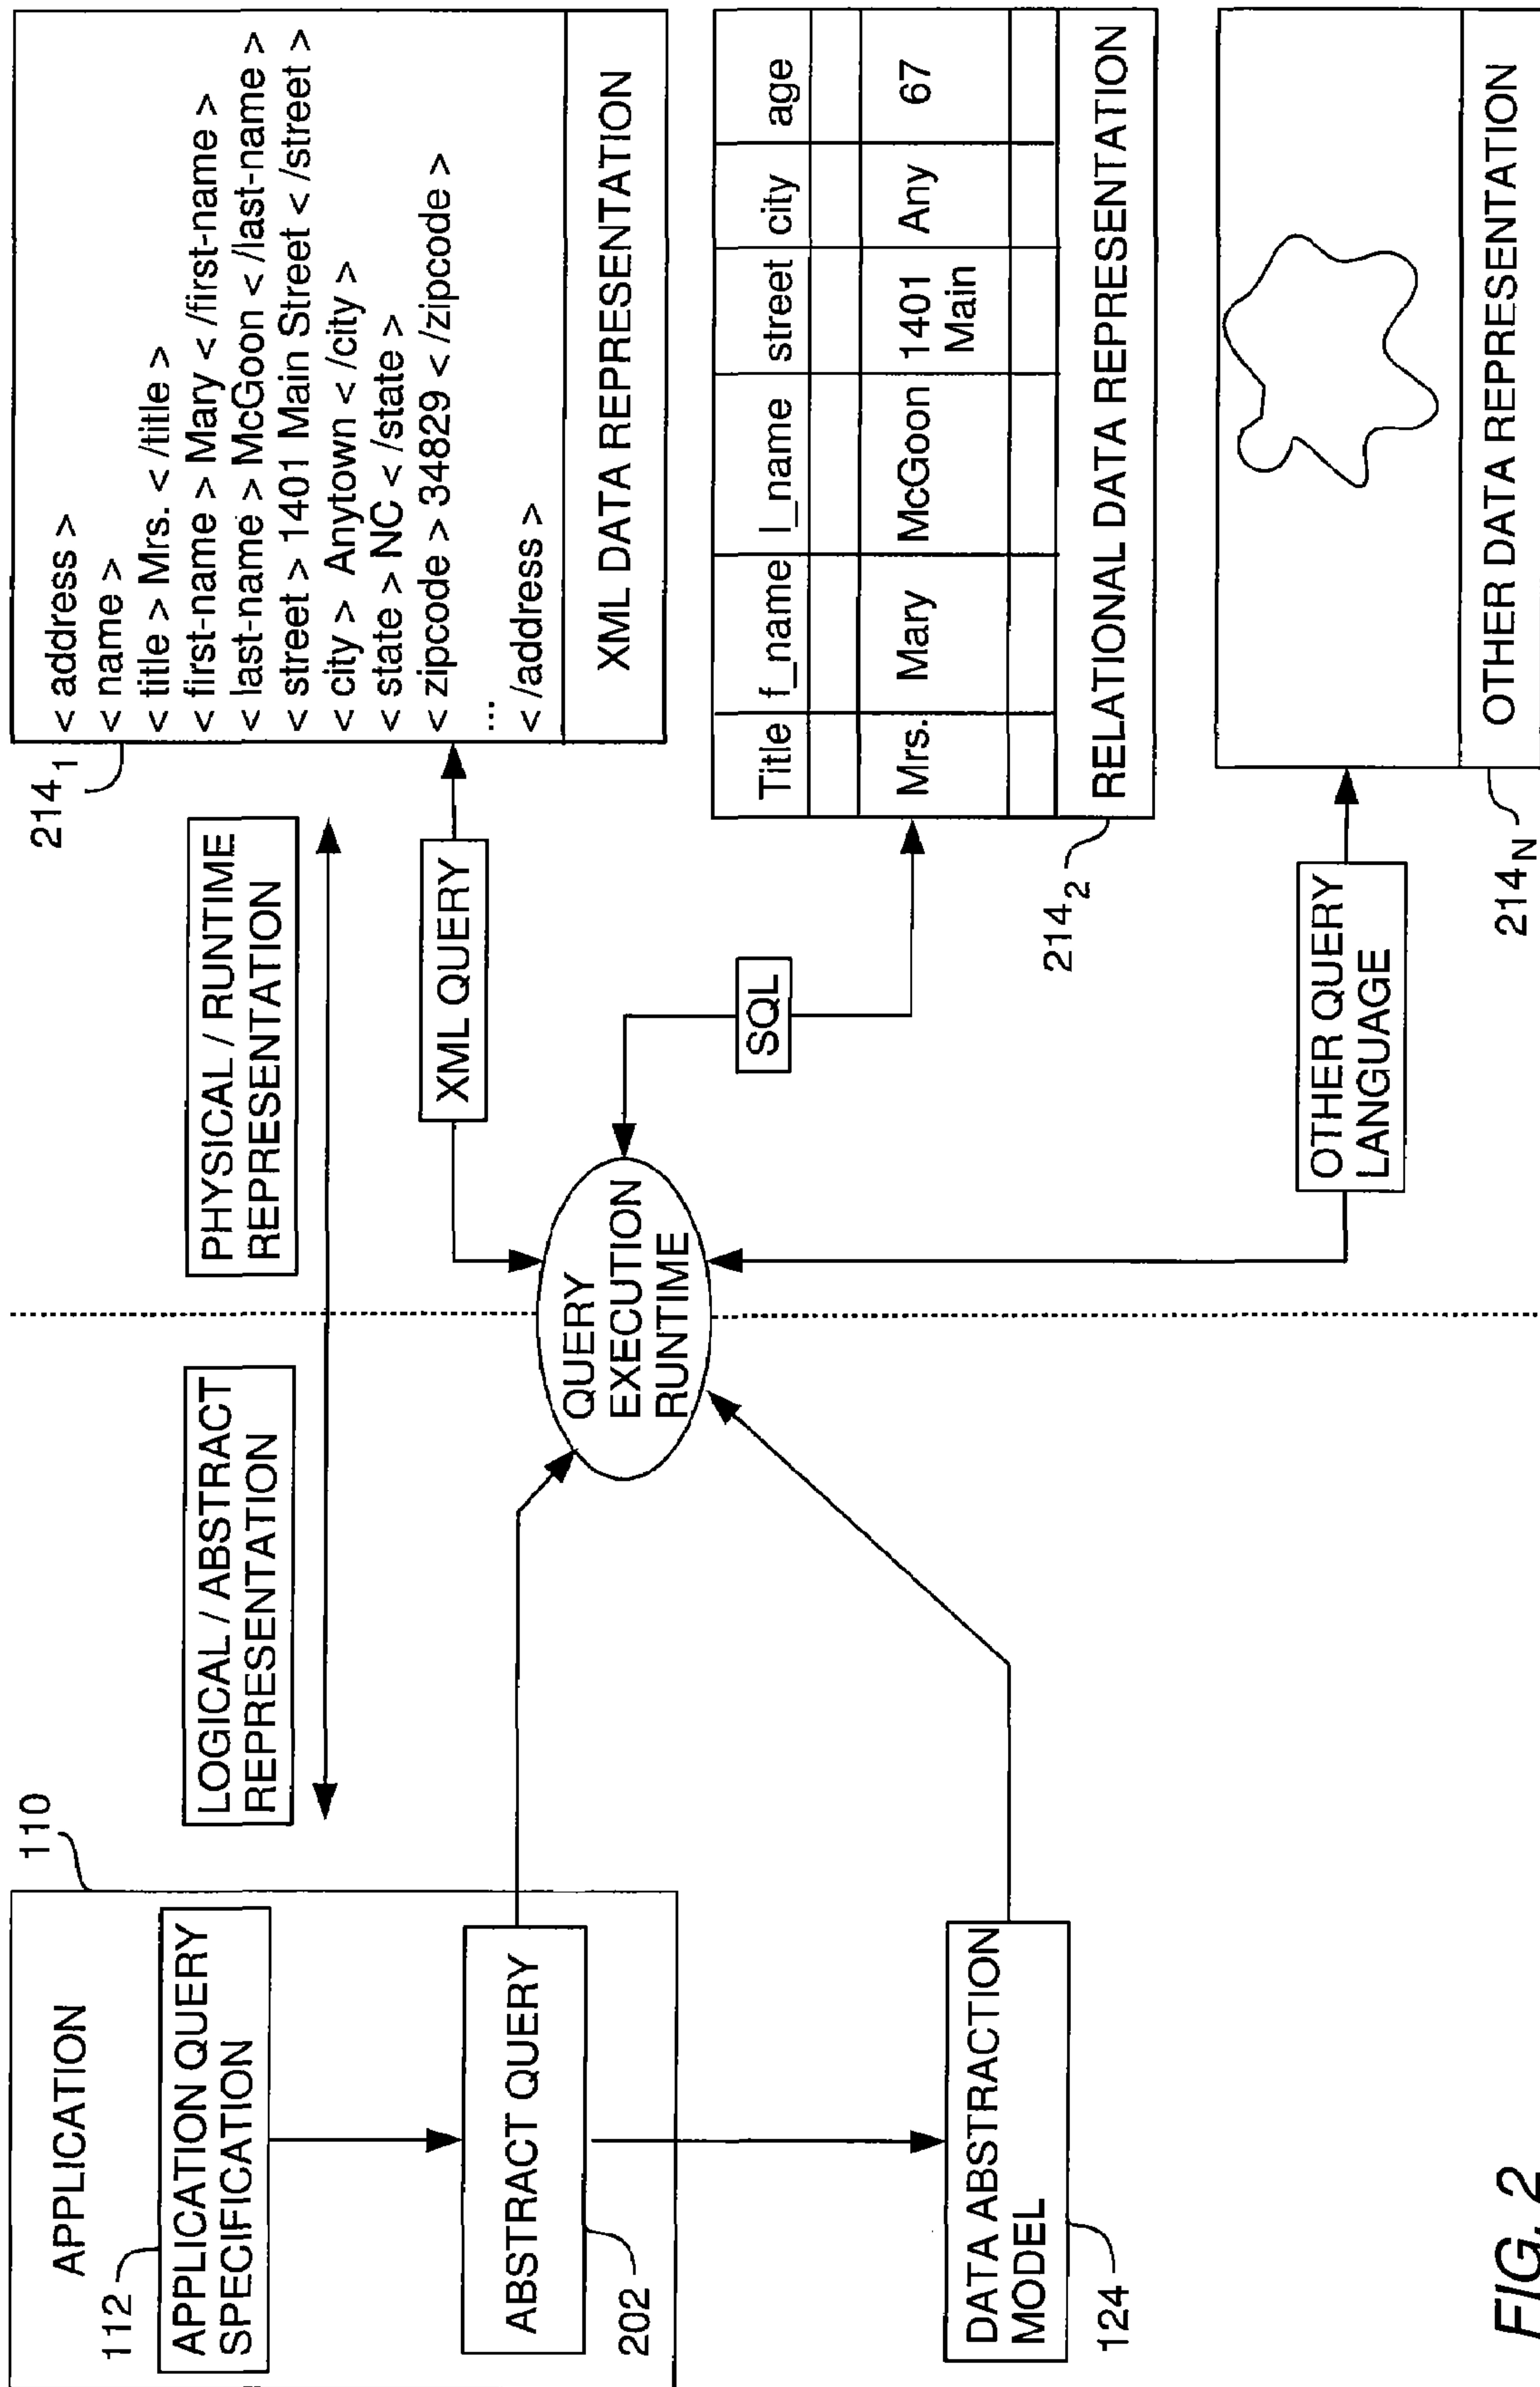 110
APPLICATION
112
APPLICATION QUERY
SPECIFICATION
ABSTRACT QUERY
202
DATA ABSTRACTION
MODEL
124
LOGICAL / ABSTRACT
REPRESENTATION
PHYSICAL / RUNTIME
REPRESENTATION
QUERY
EXECUTION
RUNTIME
XML QUERY
SQL
OTHER QUERY
LANGUAGE
214₁
< address >
< name >
< title > Mrs. < /title >
< first-name > Mary < /first-name >
< last-name > McGoon < /last-name >
< street > 1401 Main Street < /street >
< city > Anytown < /city >
< state > NC < /state >
< zipcode > 34829 < /zipcode >
...
< /address >
XML DATA REPRESENTATION
Title f_name l_name street city age
Mrs. Mary McGoon 1401 Any 67
Main
RELATIONAL DATA REPRESENTATION
214₂
OTHER DATA REPRESENTATION
214_N
FIG. 2